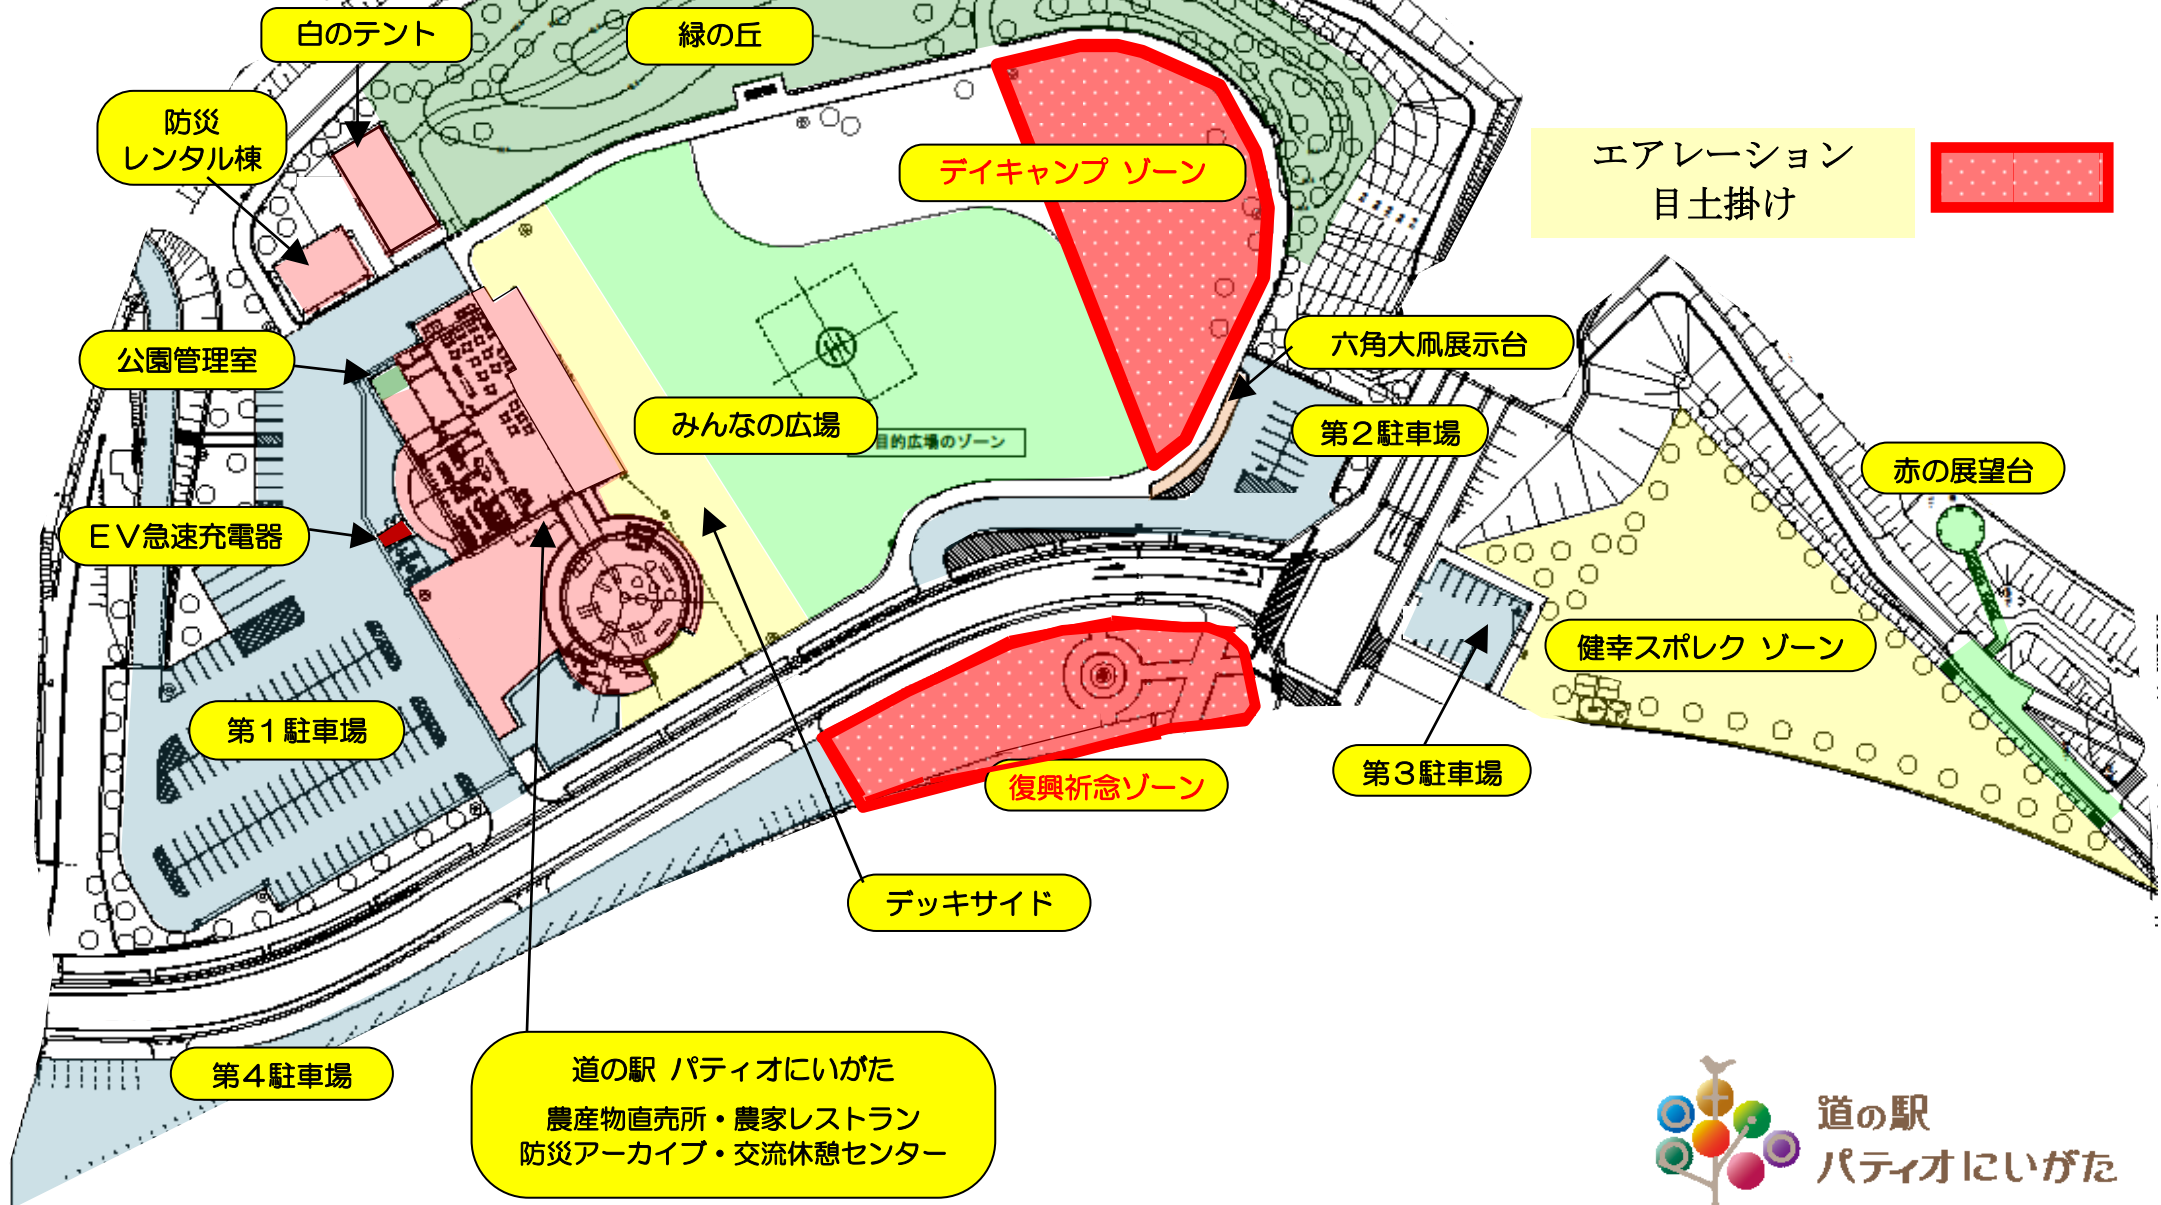 白のテント
緑の丘
防災
レンタル棟
デイキャンプ ゾーン
エアレーション
目土掛け
公園管理室
六角大凧展示台
みんなの広場
目的広場のゾーン
第2駐車場
赤の展望台
EV急速充電器
健幸スポレク ゾーン
第1駐車場
第3駐車場
復興祈念ゾーン
デッキサイド
第4駐車場
道の駅 パティオにいがた
農産物直売所・農家レストラン
防災アーカイブ・交流休憩センター
道の駅
パティオにいがた